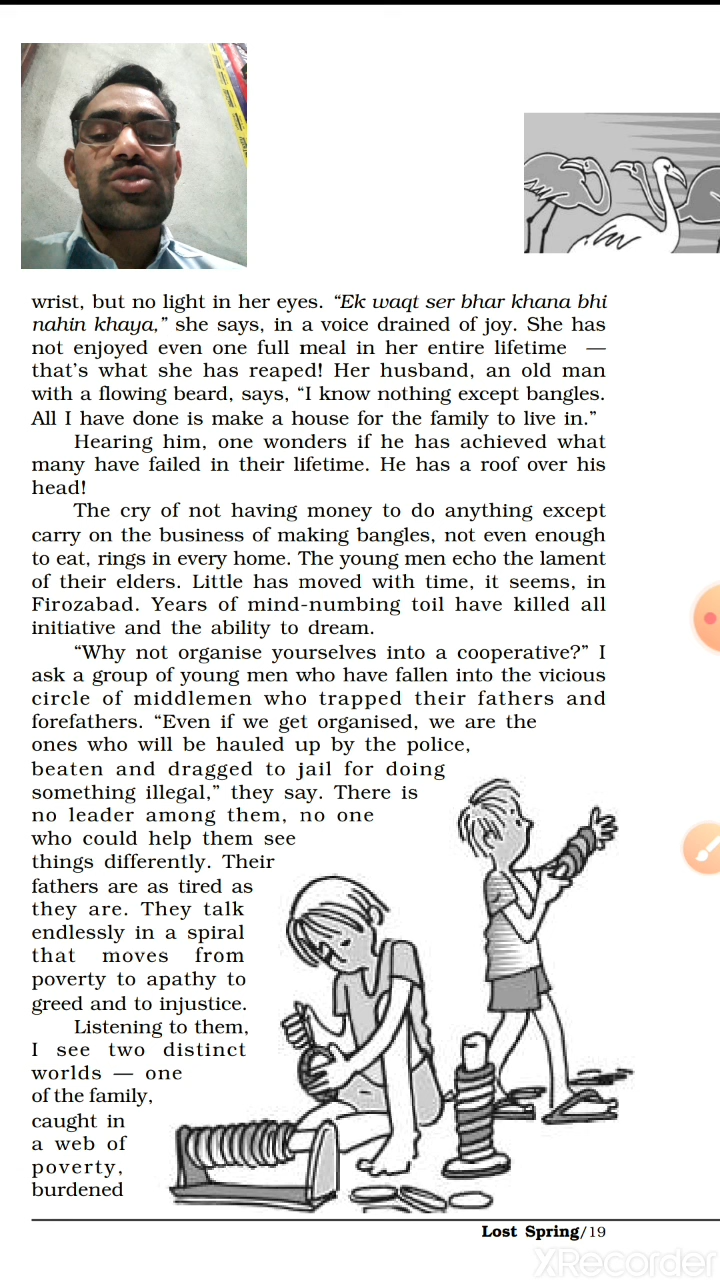 wrist, but no light in her eyes. “Ek waqt ser bhar khana bhi
nahin khaya,” she says, in a voice drained of joy. She has
not enjoyed even one full meal in her entire lifetime —
that’s what she has reaped! Her husband, an old man
with a flowing beard, says, “I know nothing except bangles.
All I have done is make a house for the family to live in.”
Hearing him, one wonders if he has achieved what
many have failed in their lifetime. He has a roof over his
head!
The cry of not having money to do anything except
carry on the business of making bangles, not even enough
to eat, rings in every home. The young men echo the lament
of their elders. Little has moved with time, it seems, in
Firozabad. Years of mind-numbing toil have killed all
initiative and the ability to dream.
“Why not organise yourselves into a cooperative?” I
ask a group of young men who have fallen into the vicious
circle of middlemen who trapped their fathers and
forefathers. “Even if we get organised, we are the
ones who will be hauled up by the police,
beaten and dragged to jail for doing
something illegal,” they say. There is
no leader among them, no one
who could help them see
things differently. Their
fathers are as tired as
they are. They talk
endlessly in a spiral
that moves from
poverty to apathy to
greed and to injustice.
Listening to them,
I see two distinct
worlds — one
of the family,
caught in
a web of
poverty,
burdened
Lost Spring/19
XRecorder